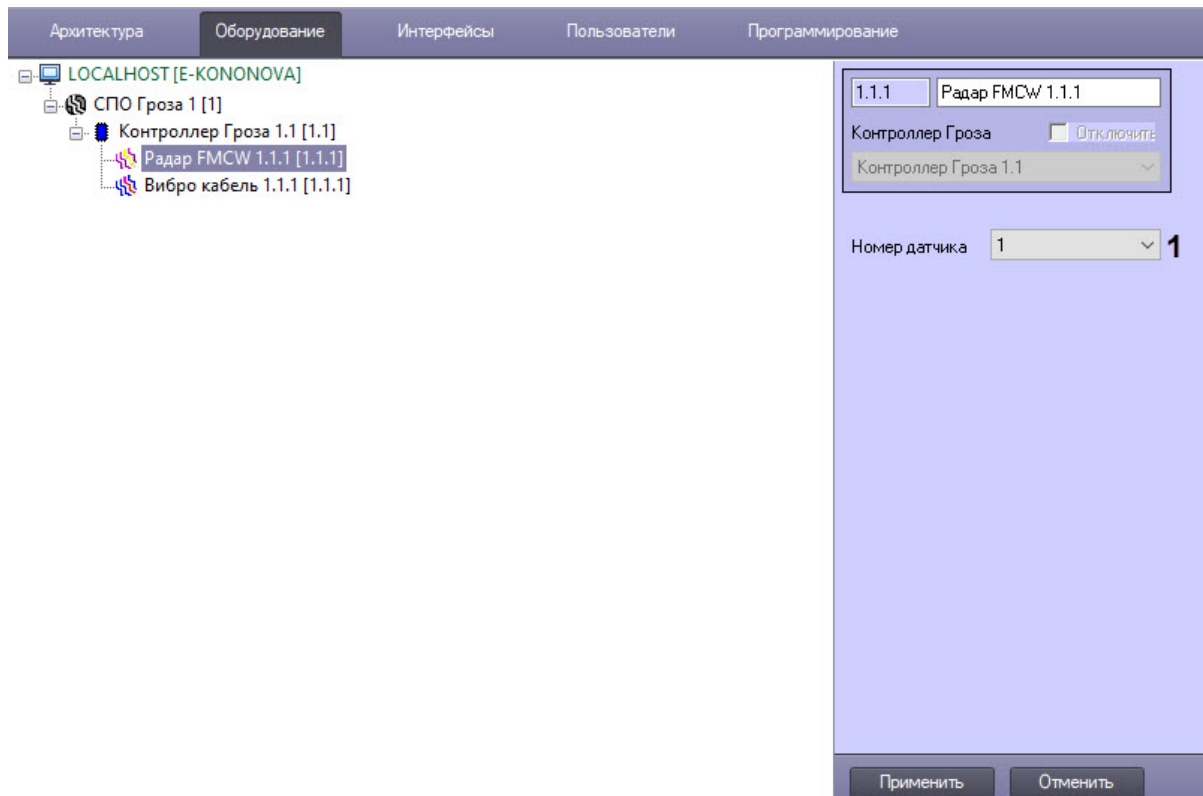 Архитектура Оборудование Интерфейсы Пользователи Программирование
LOCALHOST [E-KONONOVA]
СПО Гроза 1 [1]
Контроллер Гроза 1.1 [1.1]
Радар FMCW 1.1.1 [1.1.1]
Вибро кабель 1.1.1 [1.1.1]
1.1.1 Радар FMCW 1.1.1
Контроллер Гроза Отключить
Контроллер Гроза 1.1
Номер датчика 1 1
Применить Отменить